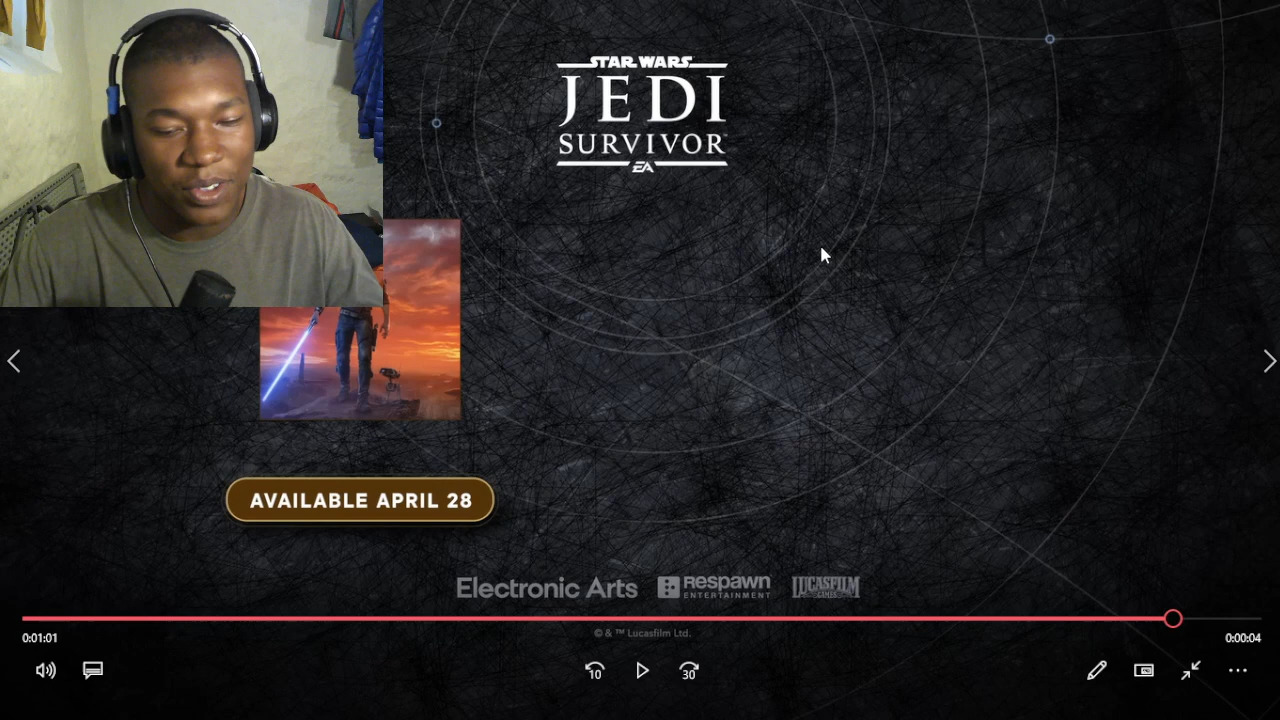 STAR WARS
JEDI
SURVIVOR™
EA
AVAILABLE APRIL 28
Electronic Arts
RESPAWN
ENTERTAINMENT
LUCASFILM
GAMES
0:01:01
0:00:04
© & ™ Lucasfilm Ltd.
10
30